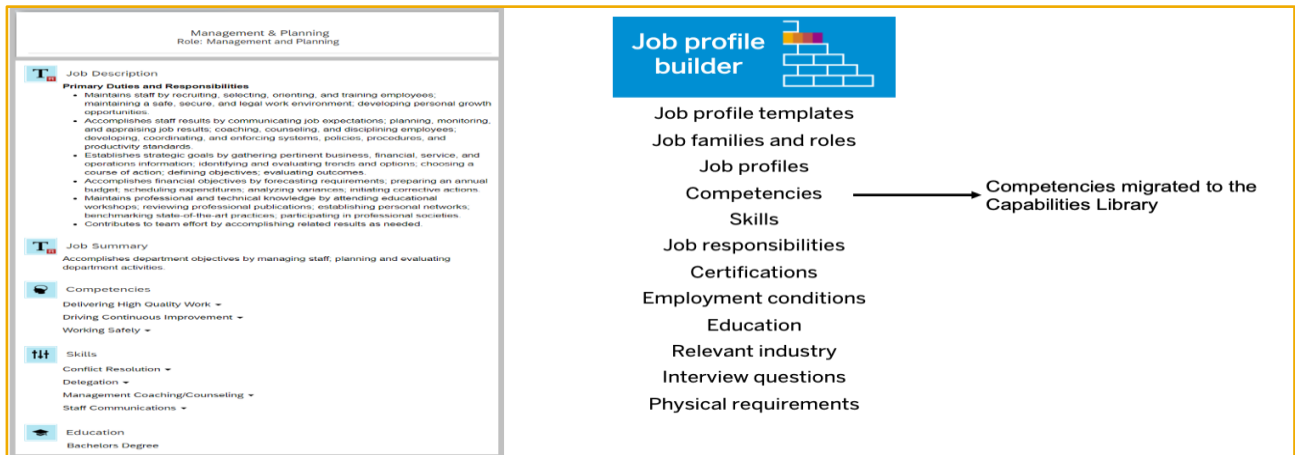 Management & Planning
Role: Management and Planning
Job Description
Primary Duties and Responsibilities
• Maintains staff by recruiting, selecting, orienting, and training employees;
maintaining a safe, secure, and legal work environment; developing personal growth
opportunities.
• Accomplishes staff results by communicating job expectations; planning, monitoring,
and appraising job results; coaching, counseling, and disciplining employees;
developing, coordinating, and enforcing systems, policies, procedures, and
productivity standards.
• Establishes strategic goals by gathering pertinent business, financial, service, and
operations information; identifying and evaluating trends and options; choosing a
course of action; defining objectives; evaluating outcomes.
• Accomplishes financial objectives by forecasting requirements; preparing an annual
budget; scheduling expenditures; analyzing variances; initiating corrective actions.
• Maintains professional and technical knowledge by attending educational
workshops; reviewing professional publications; establishing personal networks;
benchmarking state-of-the-art practices; participating in professional societies.
• Contributes to team effort by accomplishing related results as needed.
Job Summary
Accomplishes department objectives by managing staff; planning and evaluating
department activities.
Competencies
Delivering High Quality Work
Driving Continuous Improvement
Working Safely
Skills
Conflict Resolution
Delegation
Management Coaching/Counseling
Staff Communications
Education
Bachelors Degree
Job profile
builder
Job profile templates
Job families and roles
Job profiles
Competencies
Skills
Job responsibilities
Certifications
Employment conditions
Education
Relevant industry
Interview questions
Physical requirements
Competencies migrated to the
Capabilities Library